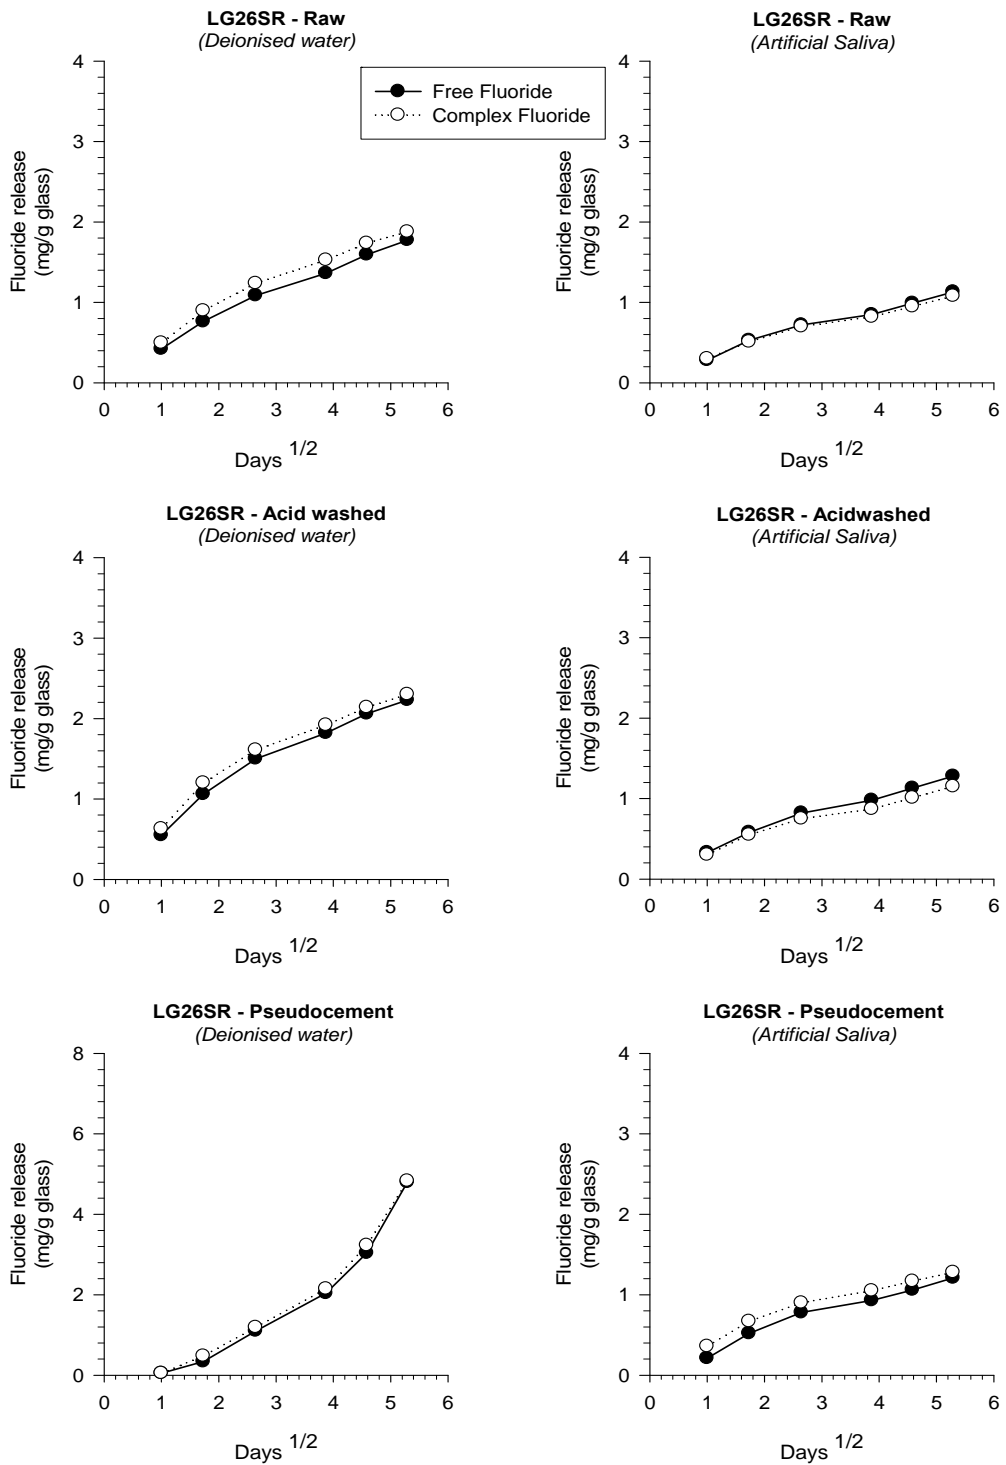 LG26SR - Raw
(Deionised water)
4
3
2
1
0
0 1 2 3 4 5 6
Fluoride release
(mg/g glass)
Days 1/2
Free Fluoride
Complex Fluoride
LG26SR - Raw
(Artificial Saliva)
4
3
2
1
0
0 1 2 3 4 5 6
Fluoride release
(mg/g glass)
Days 1/2
LG26SR - Acid washed
(Deionised water)
4
3
2
1
0
0 1 2 3 4 5 6
Fluoride release
(mg/g glass)
Days 1/2
LG26SR - Acidwashed
(Artificial Saliva)
4
3
2
1
0
0 1 2 3 4 5 6
Fluoride release
(mg/g glass)
Days 1/2
LG26SR - Pseudocement
(Deionised water)
8
6
4
2
0
0 1 2 3 4 5 6
Fluoride release
(mg/g glass)
Days 1/2
LG26SR - Pseudocement
(Artificial Saliva)
4
3
2
1
0
0 1 2 3 4 5 6
Fluoride release
(mg/g glass)
Days 1/2